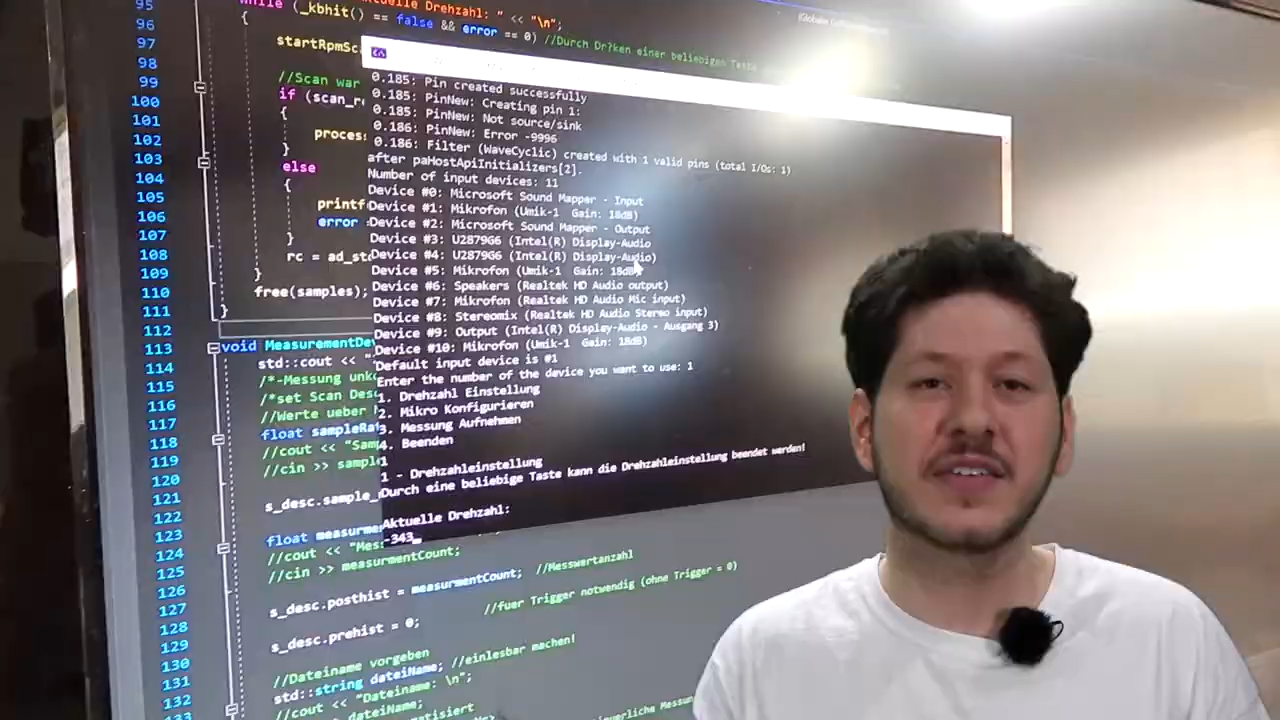 95
96
97
98
99
100
101
102
103
104
105
106
107
108
109
110
111
112
113
114
115
116
117
118
119
120
121
122
123
124
125
126
127
128
129
130
131
132
while (_kbhit() == false && error == 0) //Durch Dr?ken einer beliebigen Taste
Aktuelle Drehzahl: " << "\n";
{
startRpmSc
//Scan war
if (scan_r
{
proces
}
else
{
printf
error
}
rc = ad_st
}
free(samples);
}
void MeasurementDe
std::cout << "
/*-Messung unk
/*set Scan Desc
//Werte ueber
float sampleRat
//cout << "Sam
//cin >> sampl
s_desc.sample_
float measurme
//cout << "Mes
//cin >> measurmentCount;
s_desc.posthist = measurmentCount; //Messwertanzahl
//fuer Trigger notwendig (ohne Trigger = 0)
s_desc.prehist = 0;
//Dateiname vorgeben
std::string dateiName; //einlesbar machen!
//cout << "Dateiname: \n";
dateiName;
0.185: Pin created successfully
0.185: PinNew: Creating pin 1:
0.185: PinNew: Not source/sink
0.186: PinNew: Error -9996
0.186: Filter (WaveCyclic) created with 1 valid pins (total I/Os: 1)
after paHostApiInitializers[2].
Number of input devices: 11
Device #0: Microsoft Sound Mapper - Input
Device #1: Mikrofon (Umik-1 Gain: 18dB)
Device #2: Microsoft Sound Mapper - Output
Device #3: U2879G6 (Intel(R) Display-Audio
Device #4: U2879G6 (Intel(R) Display-Audio)
Device #5: Mikrofon (Umik-1 Gain: 18dB)
Device #6: Speakers (Realtek HD Audio output)
Device #7: Mikrofon (Realtek HD Audio Mic input)
Device #8: Stereomix (Realtek HD Audio Stereo input)
Device #9: Output (Intel(R) Display-Audio - Ausgang 3)
Device #10: Mikrofon (Umik-1 Gain: 18dB)
Default input device is #1
Enter the number of the device you want to use: 1
1. Drehzahl Einstellung
2. Mikro Konfigurieren
3. Messung Aufnehmen
4. Beenden
1
1 - Drehzahleinstellung
Durch eine beliebige Taste kann die Drehzahleinstellung beendet werden!
Aktuelle Drehzahl:
-343